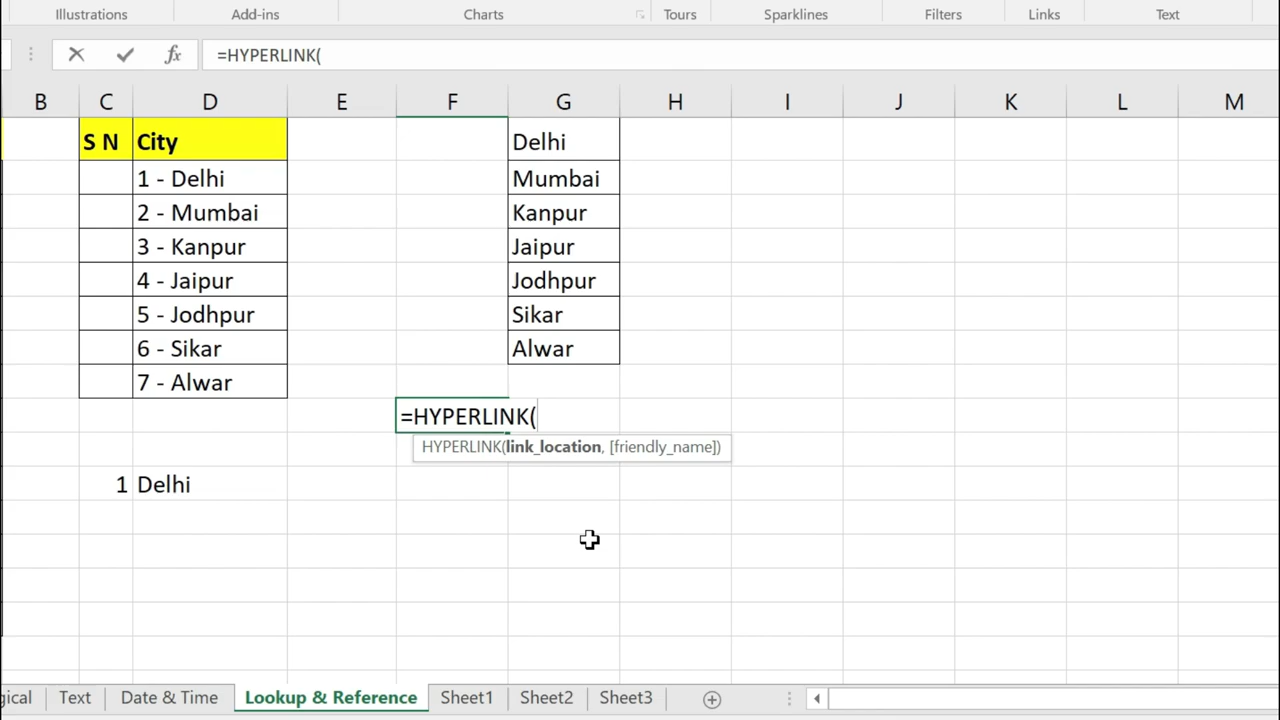 Illustrations Add-ins Charts Tours Sparklines Filters Links Text
fx =HYPERLINK(
B C D E F G H I J K L M
S N City Delhi
1 - Delhi Mumbai
2 - Mumbai Kanpur
3 - Kanpur Jaipur
4 - Jaipur Jodhpur
5 - Jodhpur Sikar
6 - Sikar Alwar
7 - Alwar
=HYPERLINK(
HYPERLINK(link_location, [friendly_name])
1 Delhi
gical Text Date & Time Lookup & Reference Sheet1 Sheet2 Sheet3